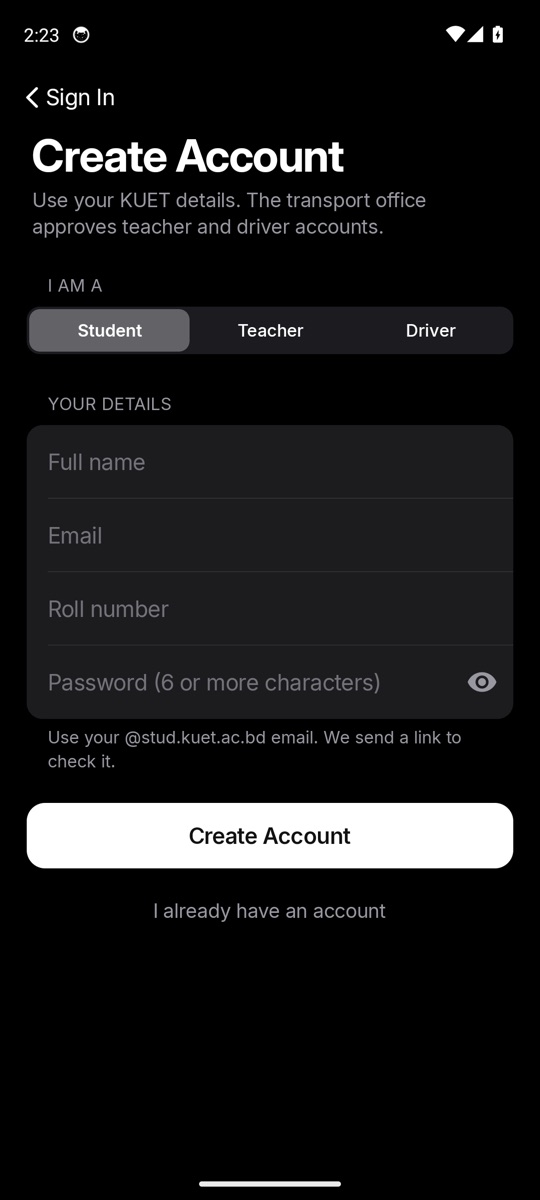 2:23
Sign In
Create Account
Use your KUET details. The transport office
approves teacher and driver accounts.
I AM A
Student Teacher Driver
YOUR DETAILS
Full name
Email
Roll number
Password (6 or more characters)
Use your @stud.kuet.ac.bd email. We send a link to
check it.
Create Account
I already have an account